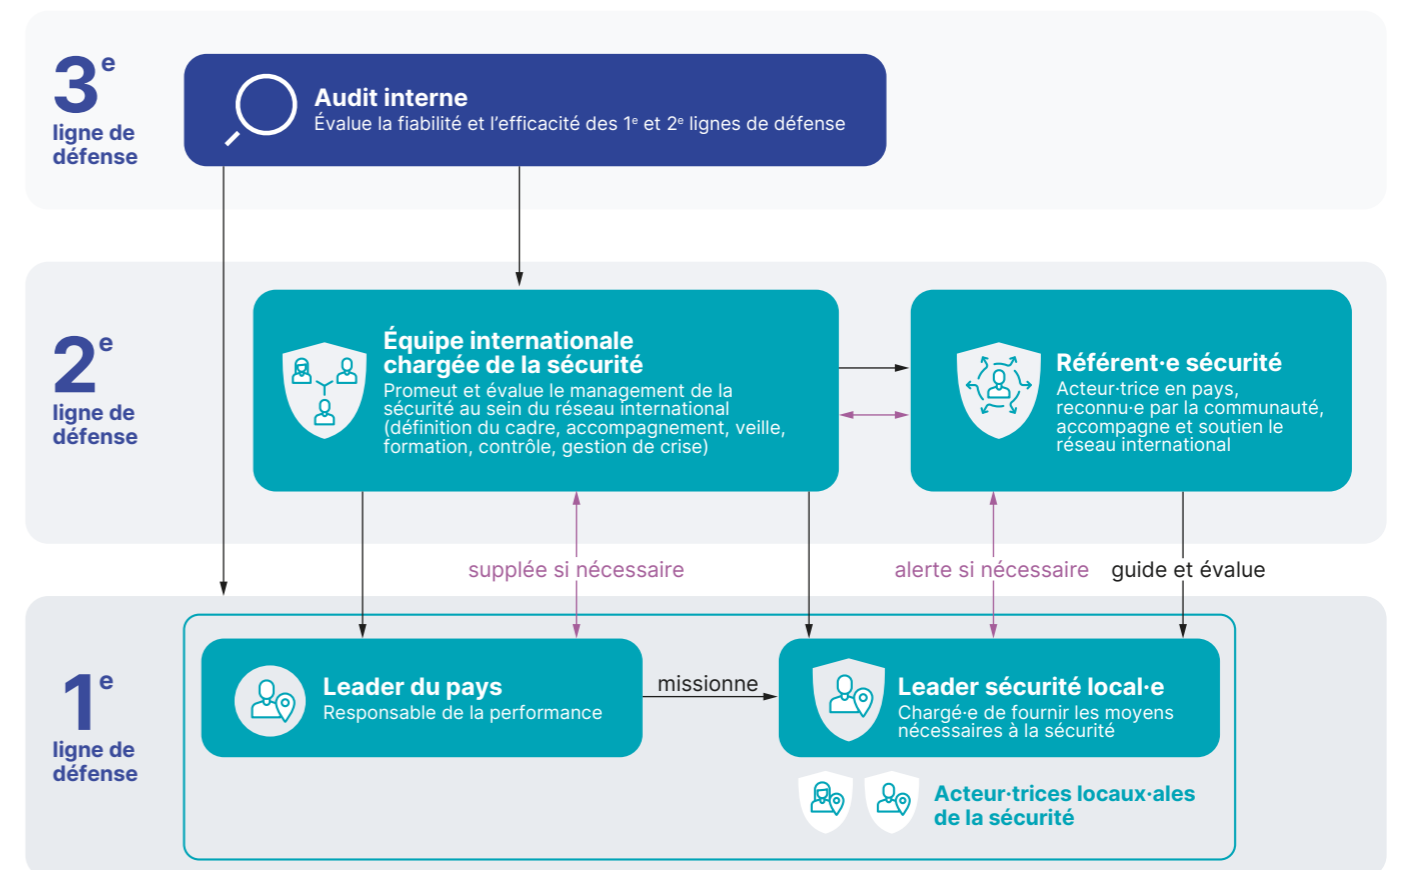 3e
ligne de
défense
Audit interne
Évalue la fiabilité et l'efficacité des 1e et 2e lignes de défense
2e
ligne de
défense
Équipe internationale
chargée de la sécurité
Promeut et évalue le management de la
sécurité au sein du réseau international
(définition du cadre, accompagnement, veille,
formation, contrôle, gestion de crise)
Référent·e sécurité
Acteur·trice en pays,
reconnu·e par la communauté,
accompagne et soutien le
réseau international
supplée si nécessaire
alerte si nécessaire
guide et évalue
1e
ligne de
défense
Leader du pays
Responsable de la performance
missionne
Leader sécurité local·e
Chargé·e de fournir les moyens
nécessaires à la sécurité
Acteur·trices locaux·ales
de la sécurité